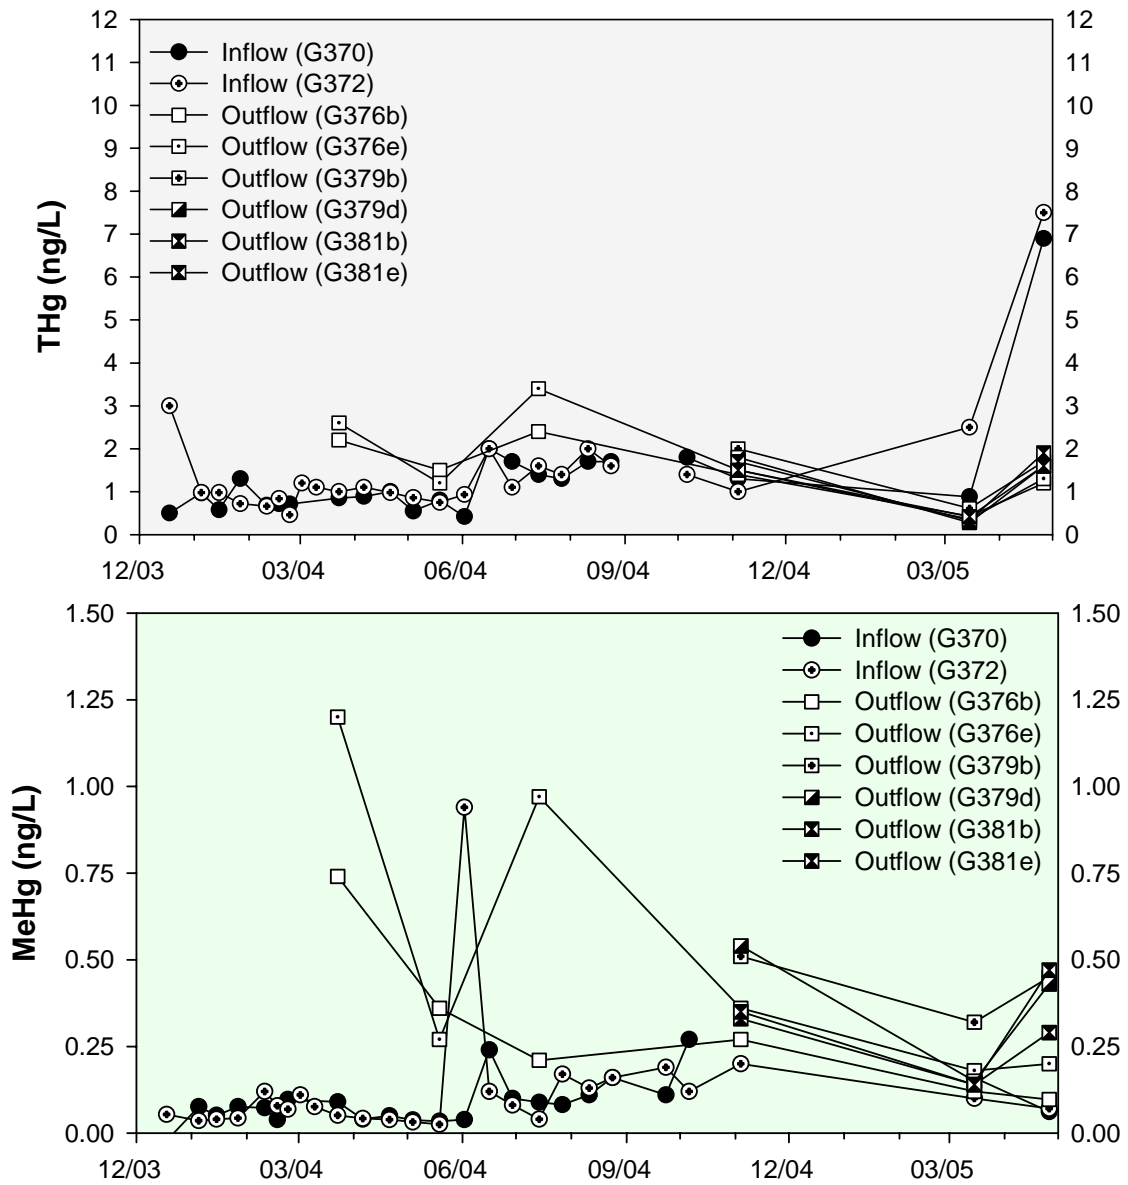 12 12
11 11
10 10
9 9
8 8
7 7
6 6
5 5
4 4
3 3
2 2
1 1
0 0
THg (ng/L)
Inflow (G370)
Inflow (G372)
Outflow (G376b)
Outflow (G376e)
Outflow (G379b)
Outflow (G379d)
Outflow (G381b)
Outflow (G381e)
12/03 03/04 06/04 09/04 12/04 03/05
1.50 1.50
1.25 1.25
1.00 1.00
0.75 0.75
0.50 0.50
0.25 0.25
0.00 0.00
MeHg (ng/L)
Inflow (G370)
Inflow (G372)
Outflow (G376b)
Outflow (G376e)
Outflow (G379b)
Outflow (G379d)
Outflow (G381b)
Outflow (G381e)
12/03 03/04 06/04 09/04 12/04 03/05